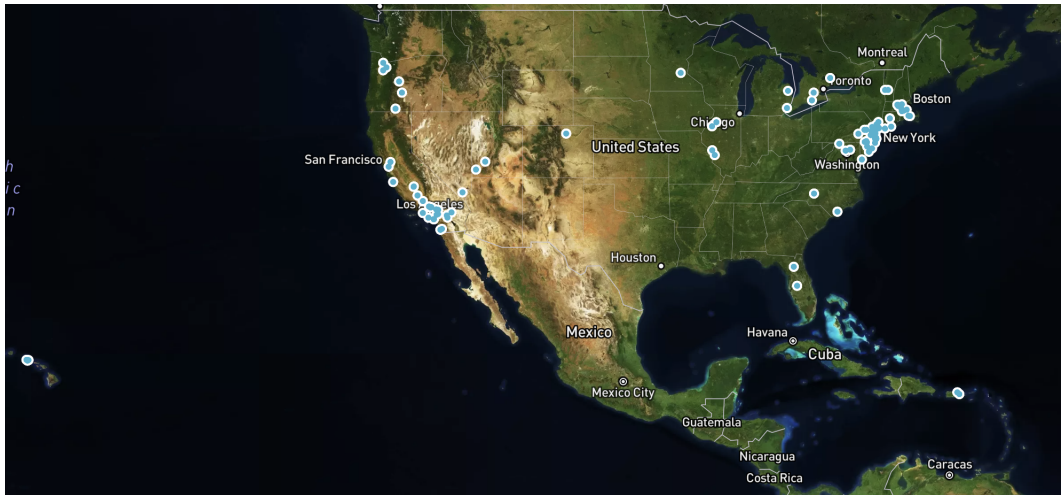 Montreal
Toronto
Boston
Chicago
New York
San Francisco
United States
Washington
h
ic
n
Los Angeles
Houston
Mexico
Havana
Cuba
Mexico City
Guatemala
Nicaragua
Caracas
Costa Rica